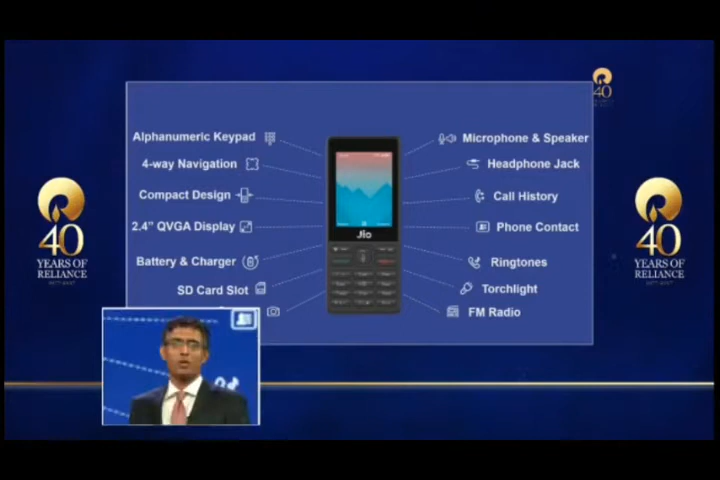 40
Alphanumeric Keypad
4-way Navigation
Compact Design
2.4" QVGA Display
Battery & Charger
SD Card Slot
Jio
Microphone & Speaker
Headphone Jack
Call History
Phone Contact
Ringtones
Torchlight
FM Radio
40
YEARS OF
RELIANCE
40
YEARS OF
RELIANCE